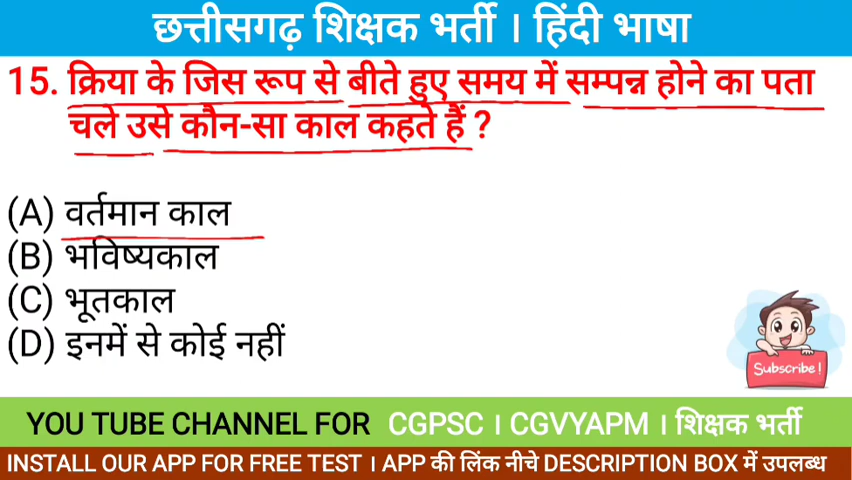 छत्तीसगढ़ शिक्षक भर्ती । हिंदी भाषा
15. क्रिया के जिस रूप से बीते हुए समय में सम्पन्न होने का पता
चले उसे कौन-सा काल कहते हैं ?
(A) वर्तमान काल
(B) भविष्यकाल
(C) भूतकाल
(D) इनमें से कोई नहीं
Subscribe!
YOU TUBE CHANNEL FOR CGPSC । CGVYAPM । शिक्षक भर्ती
INSTALL OUR APP FOR FREE TEST । APP की लिंक नीचे DESCRIPTION BOX में उपलब्ध